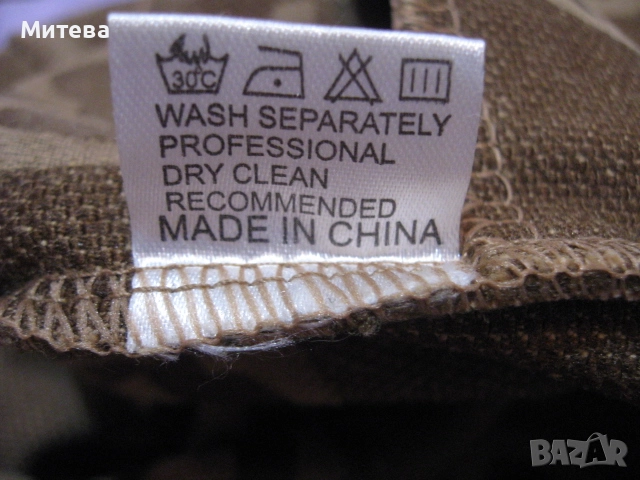 Митева
30°C
WASH SEPARATELY
PROFESSIONAL
DRY CLEAN
RECOMMENDED
MADE IN CHINA
BAZAR